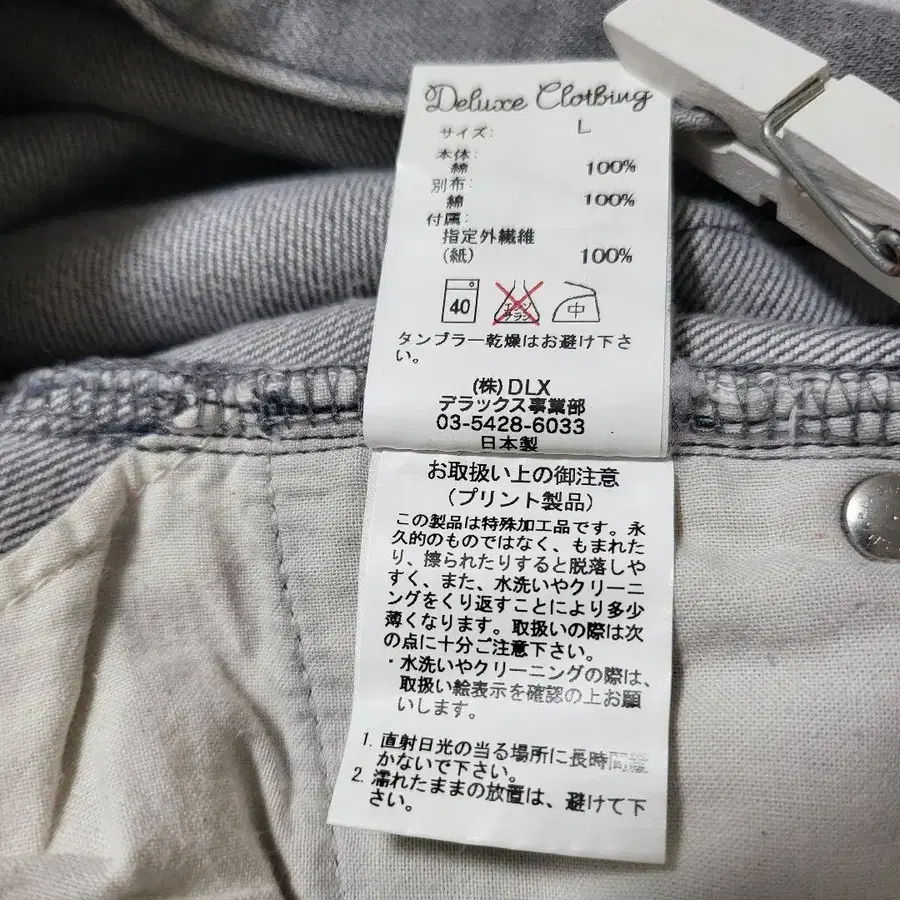 Deluxe Clothing
サイズ: L
本体:
綿 100%
別布:
綿 100%
付属:
指定外繊維
(紙) 100%
40 エンソ サラシ 中
タンブラー乾燥はお避け下さ
い。
(株)DLX
デラックス事業部
03-5428-6033
日本製
お取扱い上の御注意
(プリント製品)
この製品は特殊加工品です。永
久的のものではなく、もまれた
り、擦られたりすると脱落しや
すく、また、水洗いやクリーニ
ングをくり返すことにより多少
薄くなります。取扱いの際は次
の点に十分ご注意下さい。
・水洗いやクリーニングの際は、
取扱い絵表示を確認の上お願
いします。
1. 直射日光の当る場所に長時間置
かないで下さい。
2. 濡れたままの放置は、避けて下
さい。